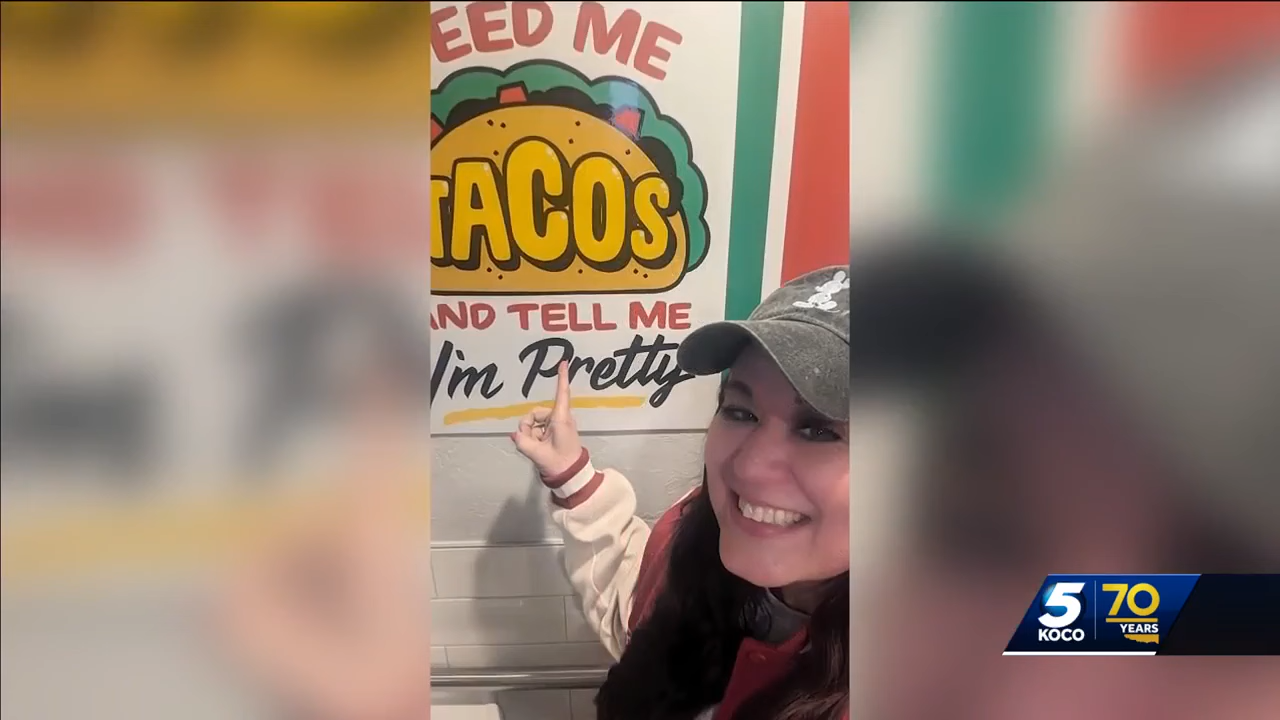 EED ME
TACOS
AND TELL ME
I'm Pretty
5 70
KOCO YEARS